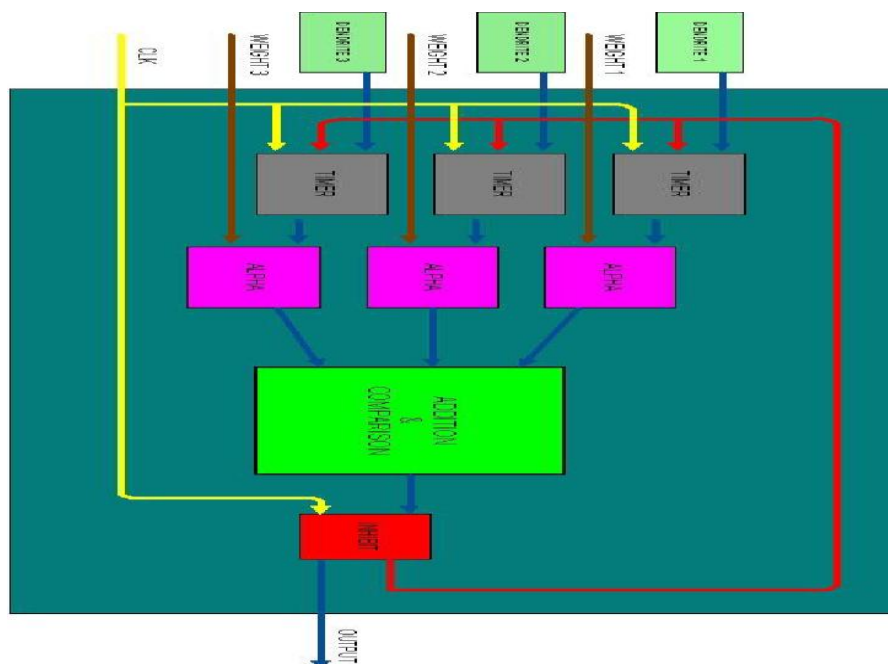 DENDRITE 1
TIMER
WEIGHT 1
ALPHA
DENDRITE 2
TIMER
WEIGHT 2
ALPHA
ADDITION
&
COMPARISON
DENDRITE 3
TIMER
WEIGHT 3
ALPHA
INHIBIT
OUTPUT
CLK